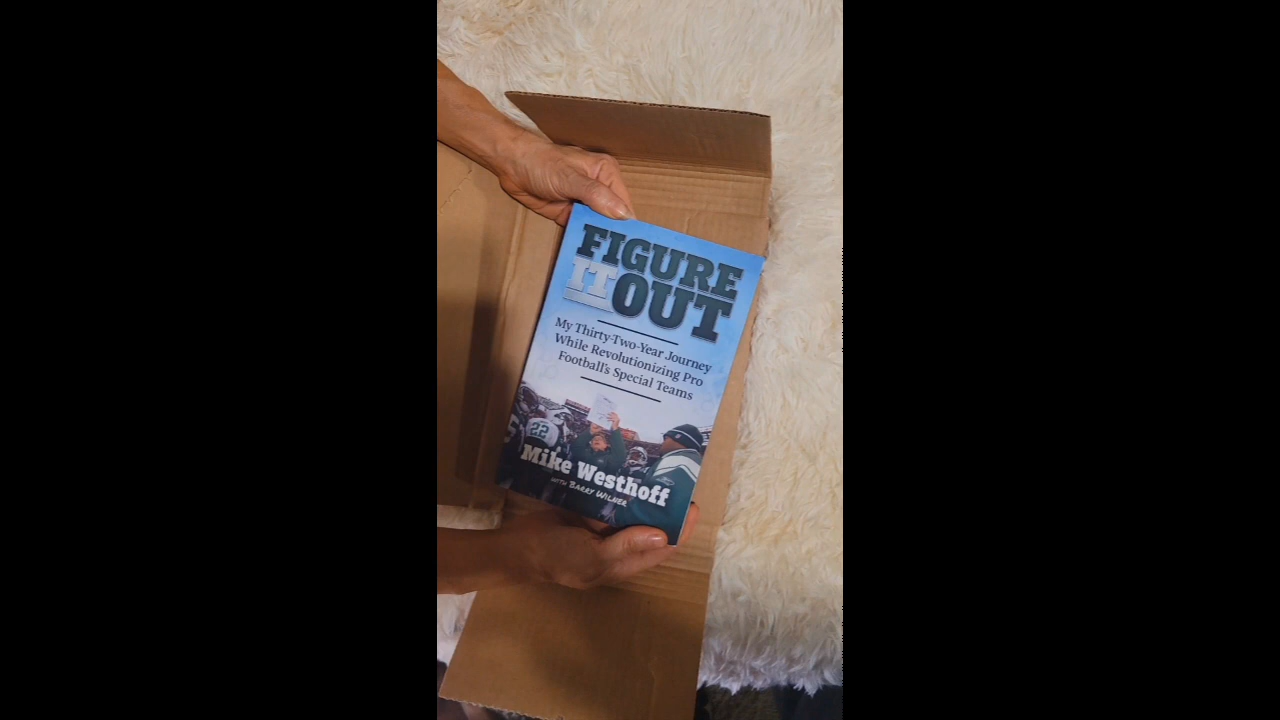 FIGURE
IT OUT
My Thirty-Two-Year Journey
While Revolutionizing Pro
Football's Special Teams
22
Mike Westhoff
WITH BARRY WILNER